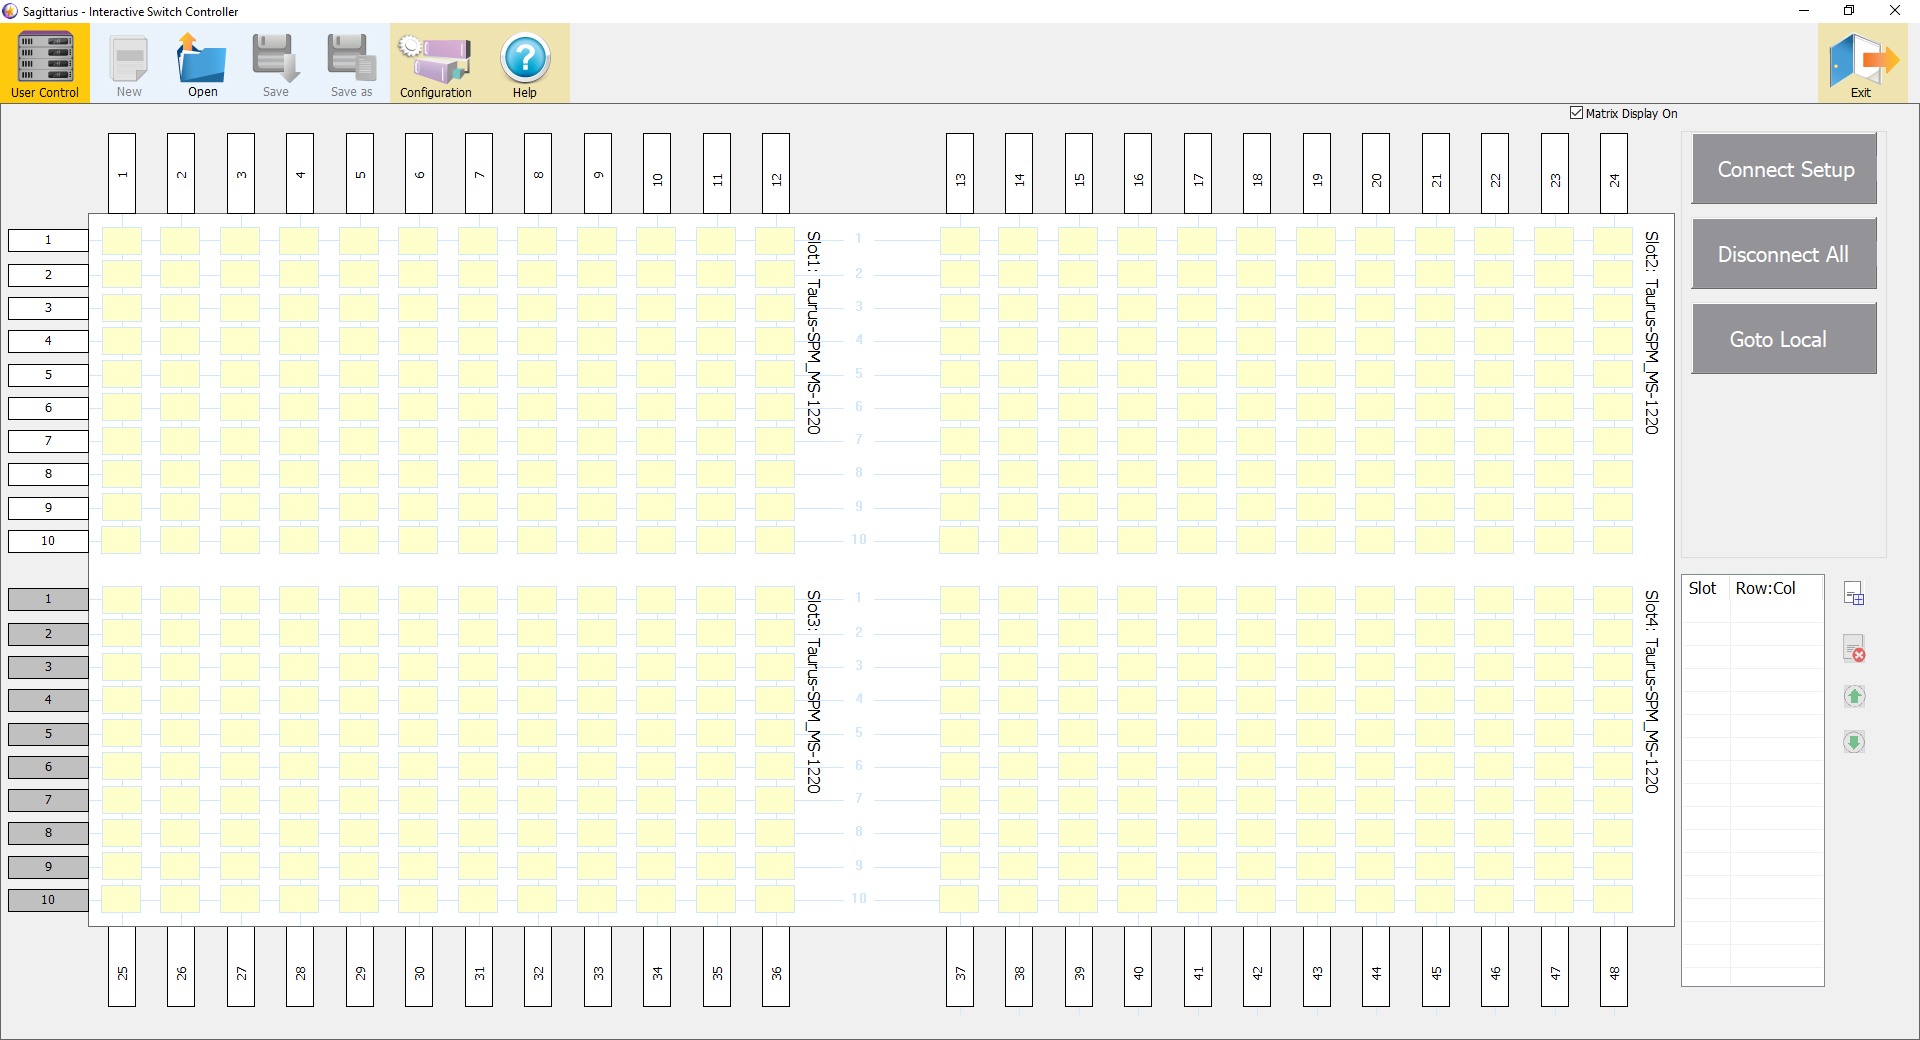 Sagittarius - Interactive Switch Controller
User Control New Open Save Save as Configuration Help Exit
Matrix Display On
1 2 3 4 5 6 7 8 9 10 11 12 13 14 15 16 17 18 19 20 21 22 23 24
Connect Setup
Disconnect All
Goto Local
Slot1: Taurus-SPM_MS-1220
Slot2: Taurus-SPM_MS-1220
1 1
2 2
3 3
4 4
5 5
6 6
7 7
8 8
9 9
10 10
Slot Row:Col
Slot3: Taurus-SPM_MS-1220
Slot4: Taurus-SPM_MS-1220
1 1
2 2
3 3
4 4
5 5
6 6
7 7
8 8
9 9
10 10
25 26 27 28 29 30 31 32 33 34 35 36 37 38 39 40 41 42 43 44 45 46 47 48